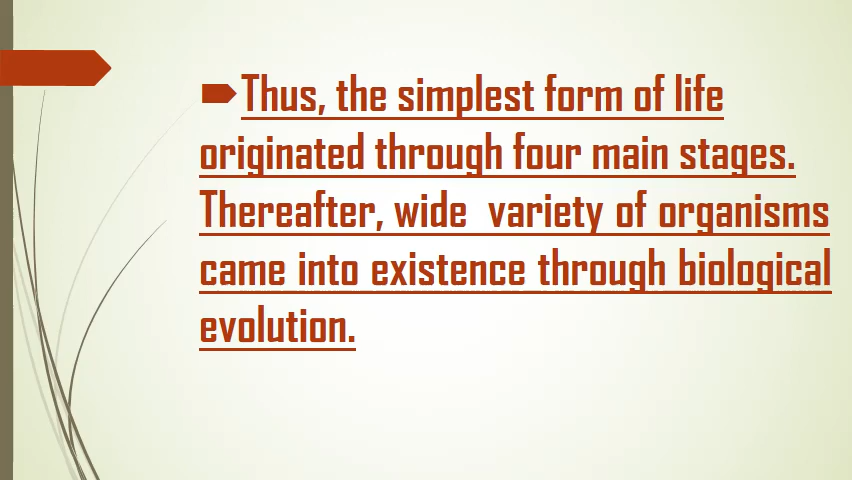 Thus, the simplest form of life
originated through four main stages.
Thereafter, wide  variety of organisms
came into existence through biological
evolution.